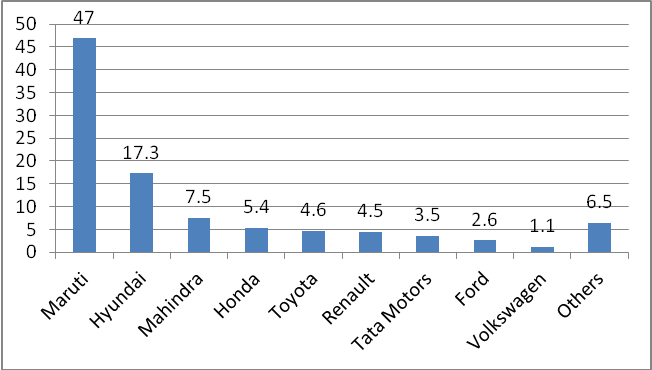 50
45
40
35
30
25
20
15
10
5
0
47
17.3
7.5
5.4
4.6
4.5
3.5
2.6
1.1
6.5
Maruti
Hyundai
Mahindra
Honda
Toyota
Renault
Tata Motors
Ford
Volkswagen
Others